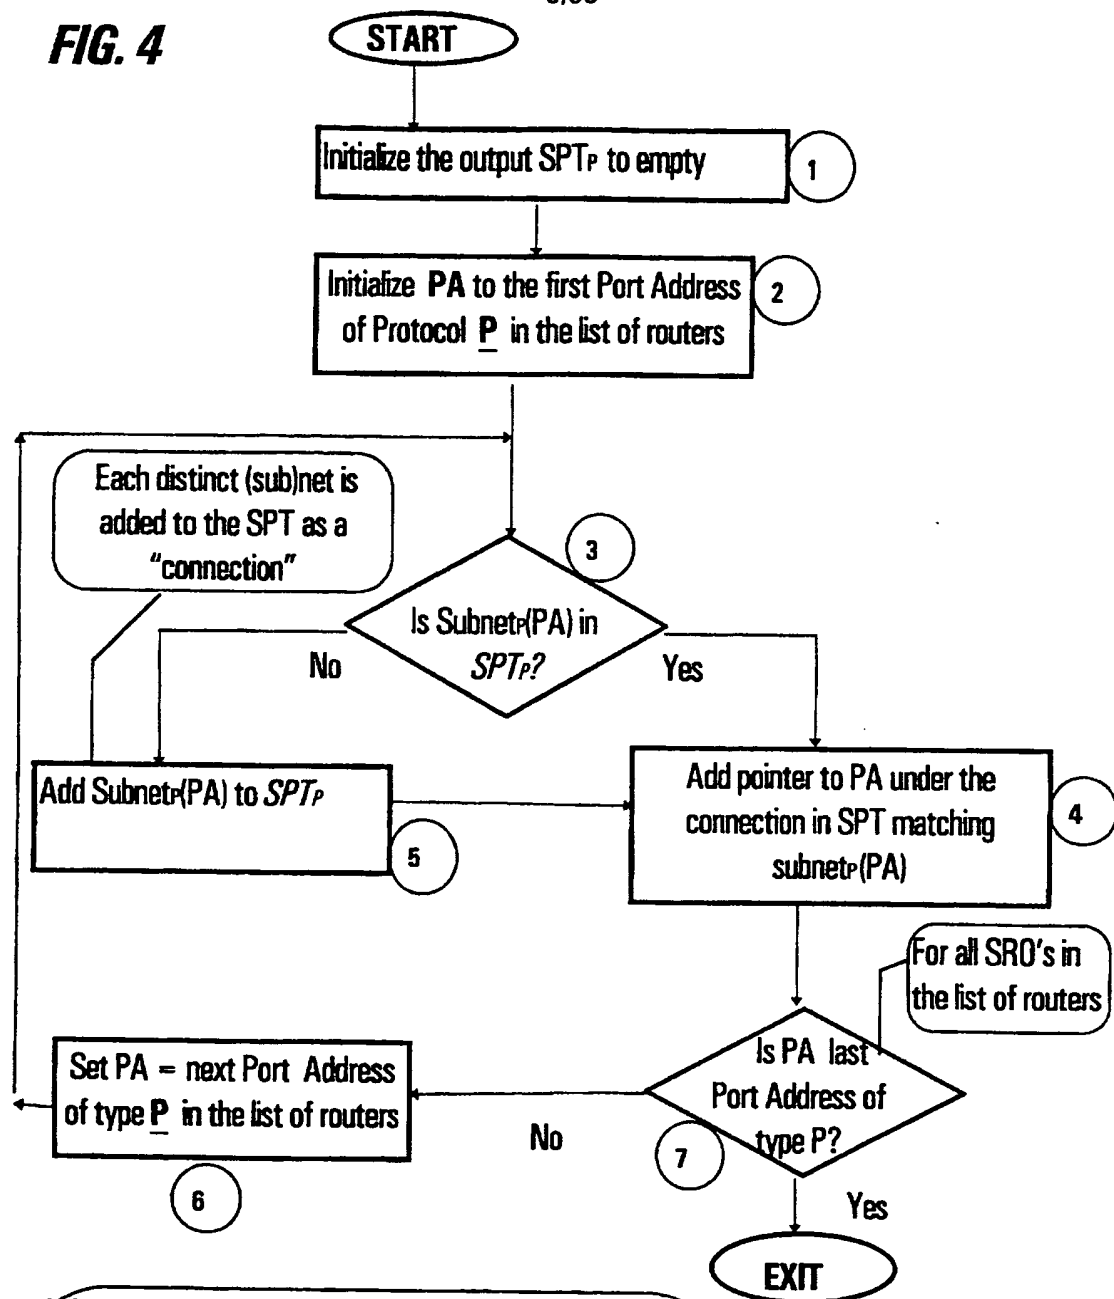 FIG. 4
START
Initialize the output SPTP to empty
1
Initialize PA to the first Port Address
of Protocol P in the list of routers
2
Each distinct (sub)net is
added to the SPT as a
"connection"
3
Is SubnetP(PA) in
SPTP?
No
Yes
Add SubnetP(PA) to SPTP
5
Add pointer to PA under the
connection in SPT matching
subnetP(PA)
4
For all SRO's in
the list of routers
Is PA last
Port Address of
type P?
7
No
Set PA = next Port Address
of type P in the list of routers
6
Yes
EXIT